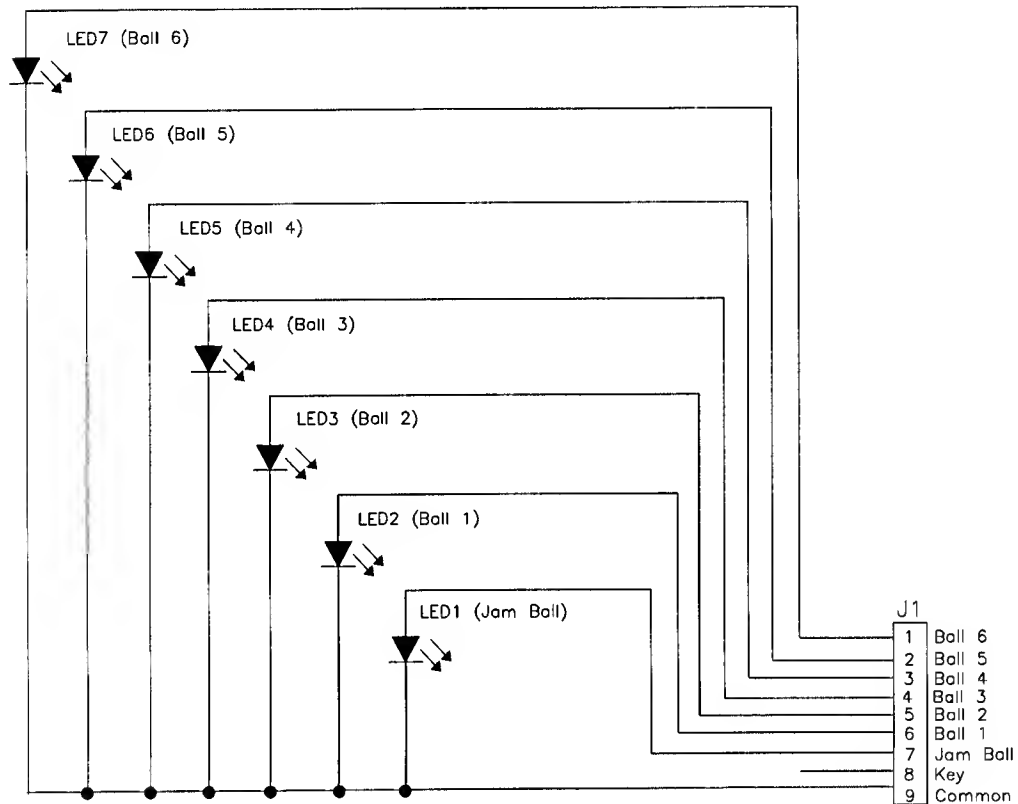 LED7 (Ball 6)
LED6 (Ball 5)
LED5 (Ball 4)
LED4 (Ball 3)
LED3 (Ball 2)
LED2 (Ball 1)
LED1 (Jam Ball)
J1
1 Ball 6
2 Ball 5
3 Ball 4
4 Ball 3
5 Ball 2
6 Ball 1
7 Jam Ball
8 Key
9 Common